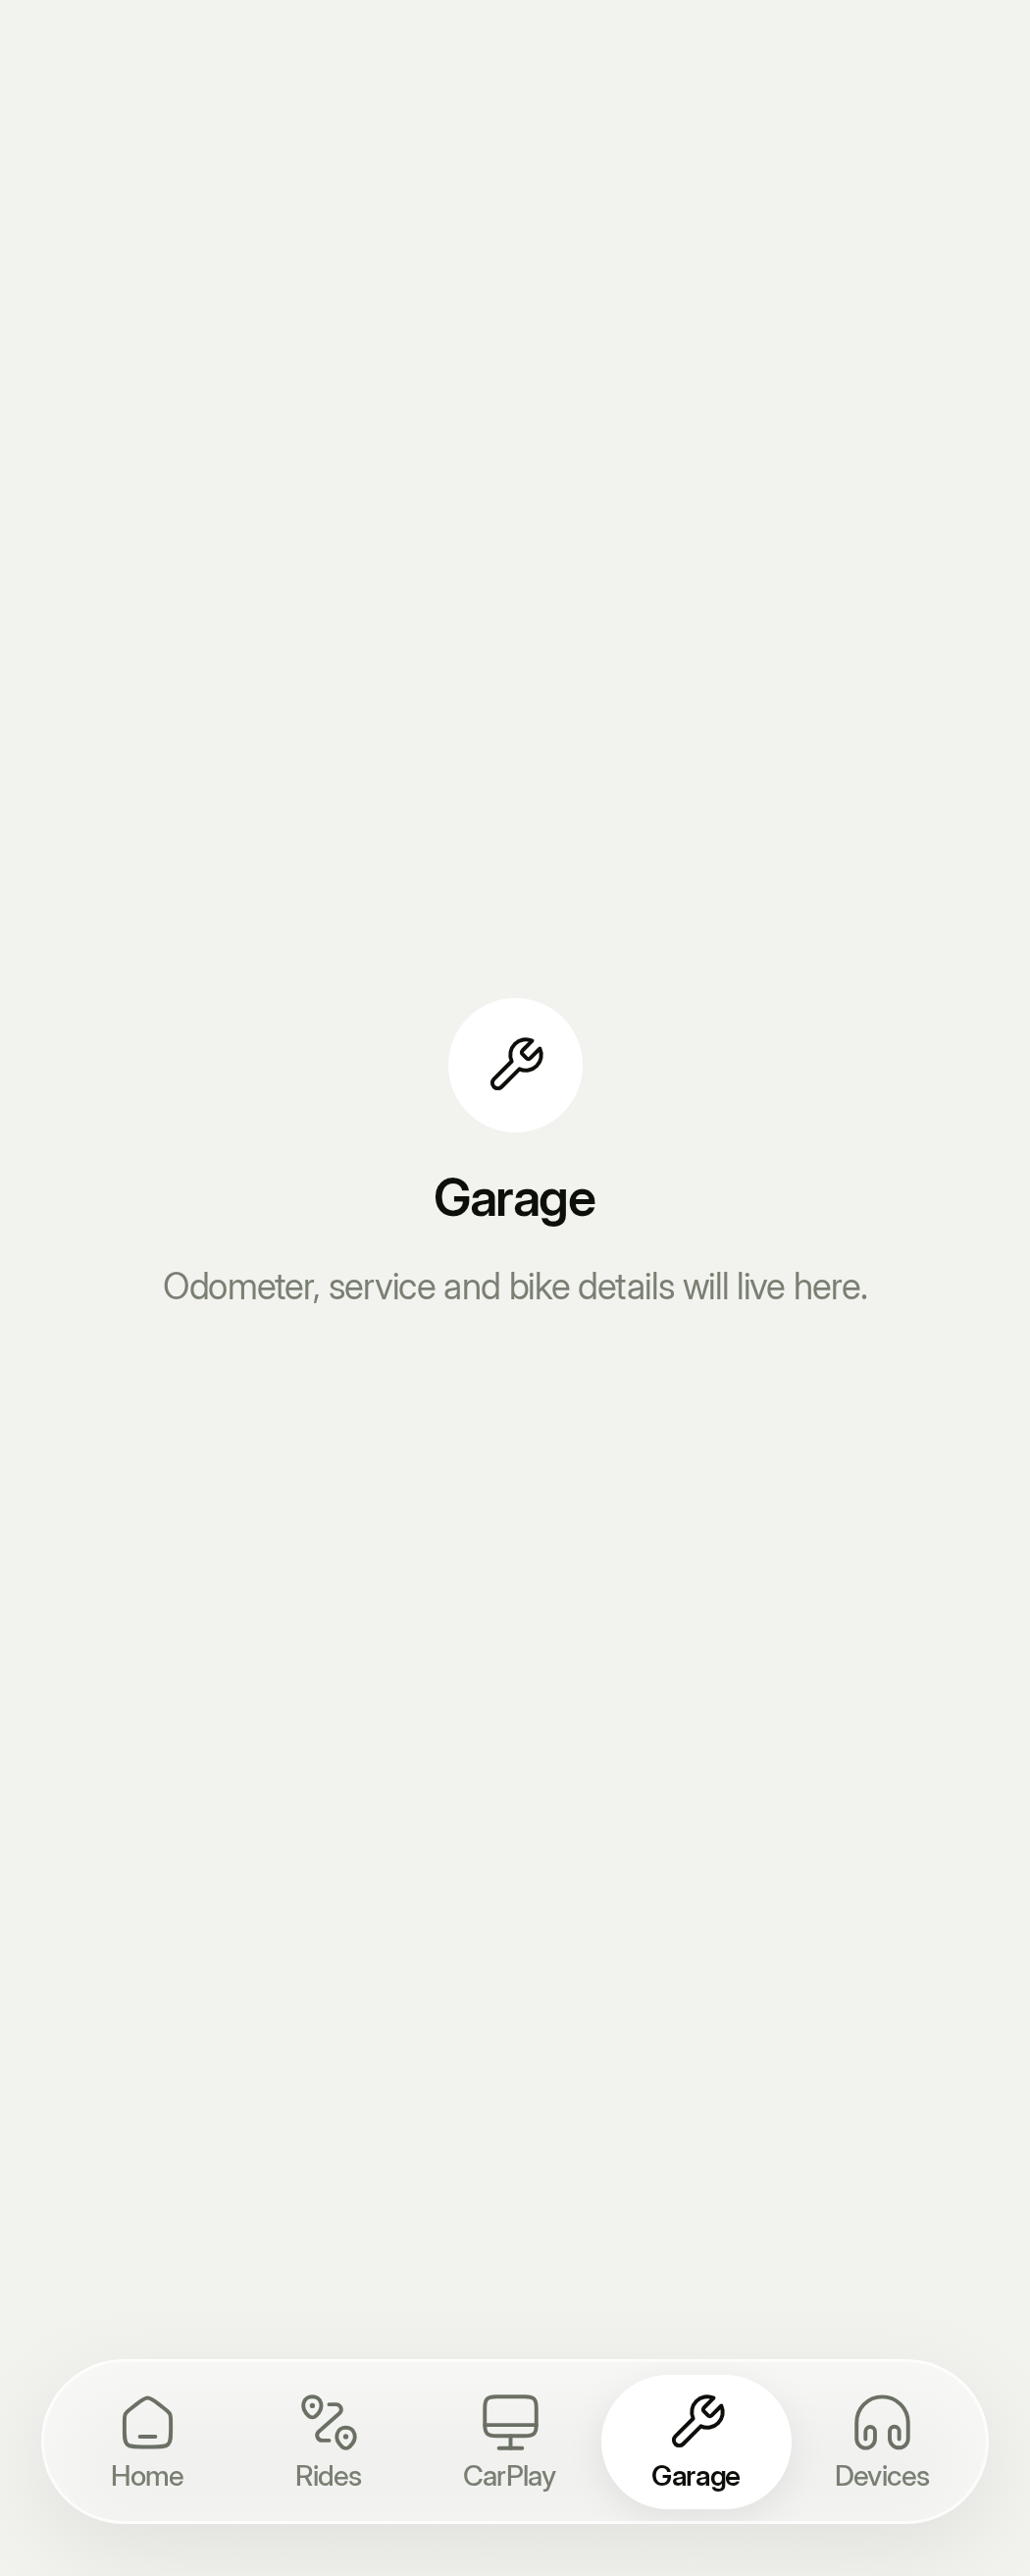 Garage
Odometer, service and bike details will live here.
Home
Rides
CarPlay
Garage
Devices